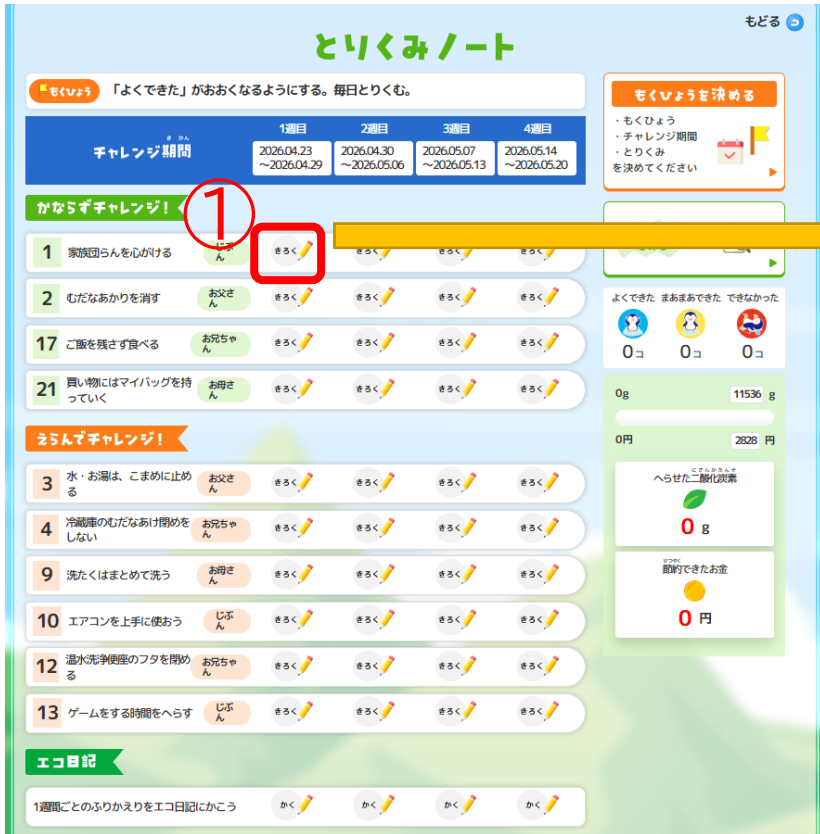 もどる
とりくみノート
もくひょう 「よくできた」がおおくなるようにする。毎日とりくむ。
もくひょうを決める
・もくひょう
・チャレンジ期間
・とりくみ
を決めてください
チャレンジ期間
き かん
1週目 2週目 3週目 4週目
2026.04.23 ～2026.04.29
2026.04.30 ～2026.05.06
2026.05.07 ～2026.05.13
2026.05.14 ～2026.05.20
かならずチャレンジ!
①
1 家族団らんを心がける じぶん きろく きろく きろく きろく
2 むだなあかりを消す お父さん きろく きろく きろく きろく
17 ご飯を残さず食べる お兄ちゃん きろく きろく きろく きろく
21 買い物にはマイバッグを持っていく お母さん きろく きろく きろく きろく
えらんでチャレンジ!
3 水・お湯は、こまめに止める お父さん きろく きろく きろく きろく
4 冷蔵庫のむだなあけ閉めをしない お兄ちゃん きろく きろく きろく きろく
9 洗たくはまとめて洗う お母さん きろく きろく きろく きろく
10 エアコンを上手に使おう じぶん きろく きろく きろく きろく
12 温水洗浄便座のフタを閉める お兄ちゃん きろく きろく きろく きろく
13 ゲームをする時間をへらす じぶん きろく きろく きろく きろく
エコ日記
1週間ごとのふりかえりをエコ日記にかこう かく かく かく かく
よくできた まあまあできた できなかった
0コ 0コ 0コ
0g 11536 g
0円 2828 円
にさんかたんそ
へらせた二酸化炭素
0 g
せつやく
節約できたお金
0 円